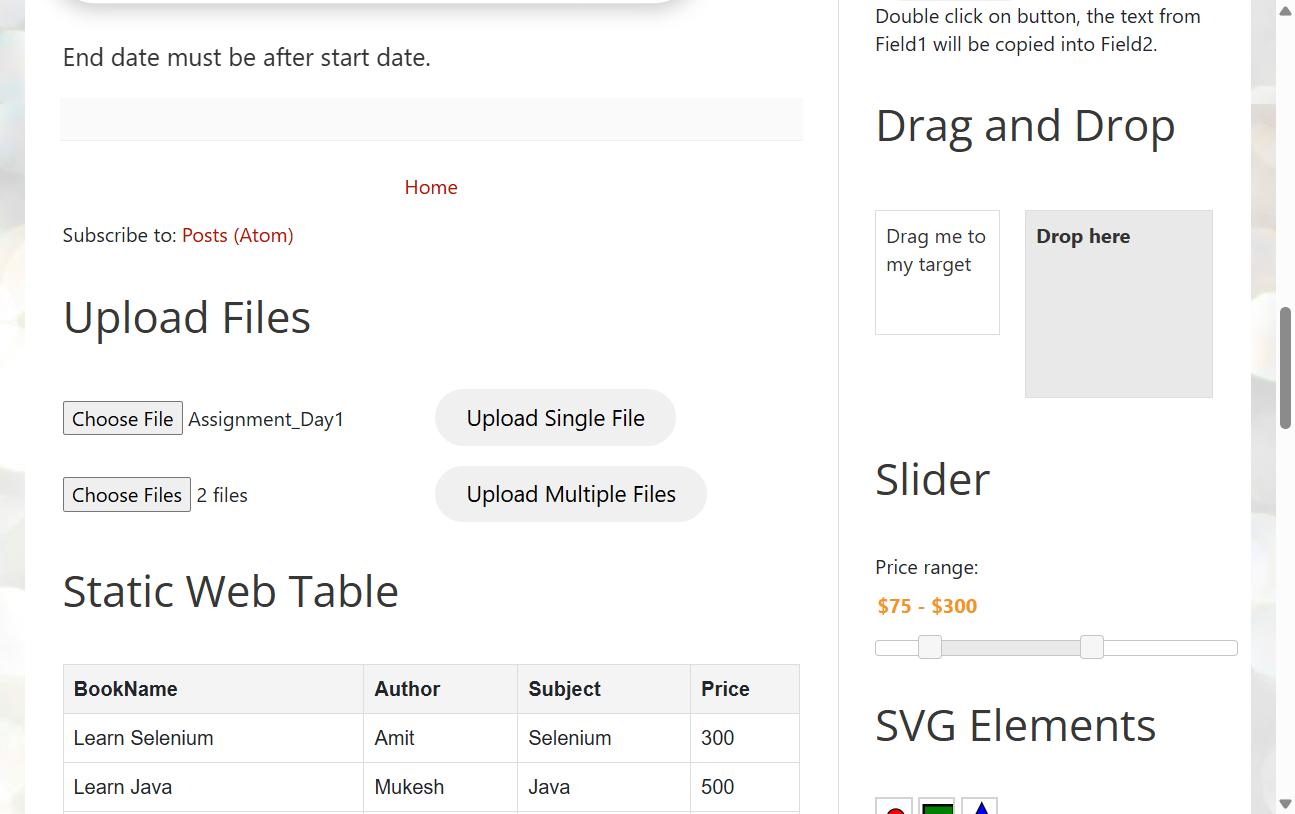 End date must be after start date.
Home
Subscribe to: Posts (Atom)
Upload Files
Choose File Assignment_Day1 Upload Single File
Choose Files 2 files Upload Multiple Files
Static Web Table
BookName Author Subject Price
Learn Selenium Amit Selenium 300
Learn Java Mukesh Java 500
Double click on button, the text from
Field1 will be copied into Field2.
Drag and Drop
Drag me to
my target
Drop here
Slider
Price range:
$75 - $300
SVG Elements